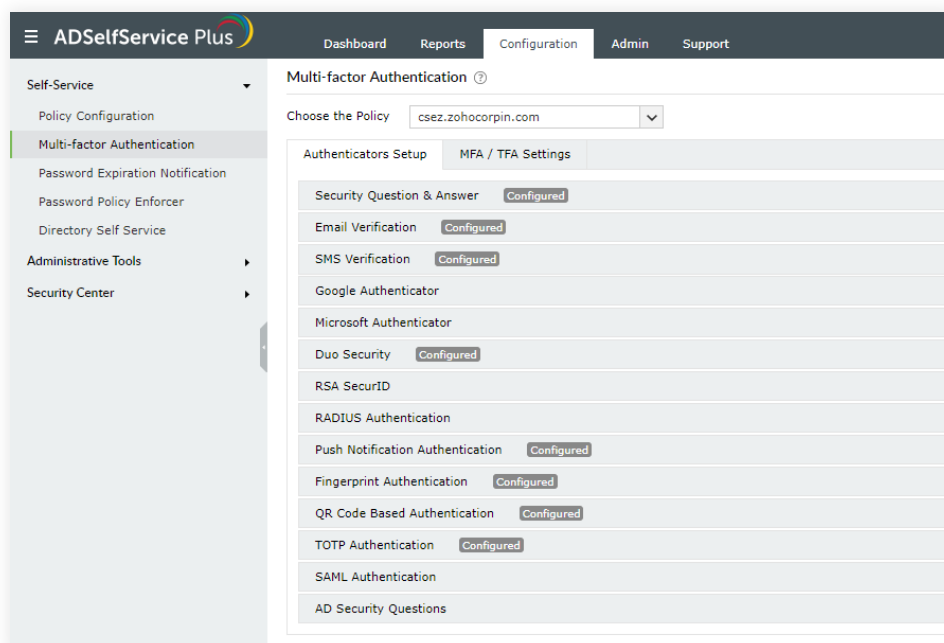 ADSelfService Plus
Dashboard Reports Configuration Admin Support
Self-Service
Policy Configuration
Multi-factor Authentication
Password Expiration Notification
Password Policy Enforcer
Directory Self Service
Administrative Tools
Security Center
Multi-factor Authentication ?
Choose the Policy csez.zohocorpin.com
Authenticators Setup MFA / TFA Settings
Security Question & Answer Configured
Email Verification Configured
SMS Verification Configured
Google Authenticator
Microsoft Authenticator
Duo Security Configured
RSA SecurID
RADIUS Authentication
Push Notification Authentication Configured
Fingerprint Authentication Configured
QR Code Based Authentication Configured
TOTP Authentication Configured
SAML Authentication
AD Security Questions